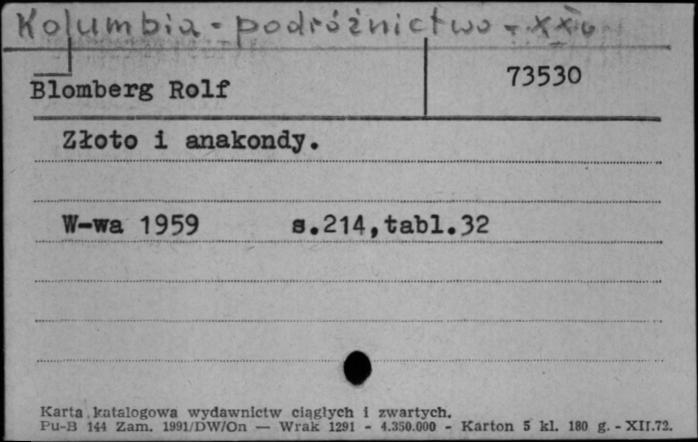 Kolumbia - podróżnictwo - XX w
Blomberg Rolf
73530
Złoto i anakondy.
W-wa 1959 s.214,tabl.32
Karta katalogowa wydawnictw ciągłych i zwartych.
Pu-B 144 Zam. 1991/DW/On — Wrak 1291 - 4.350.000 - Karton 5 kl. 180 g. - XII.72.